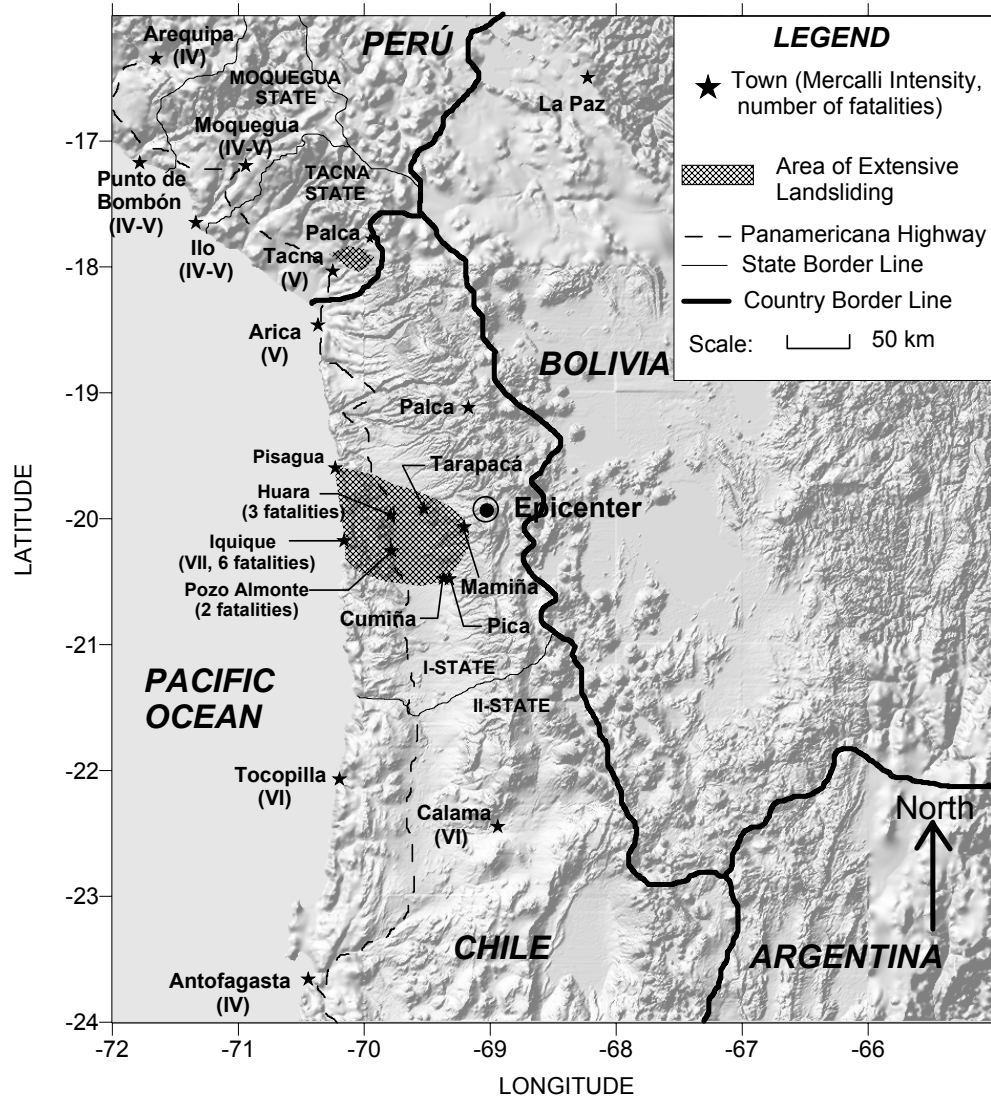 Arequipa
(IV)
PERÚ
MOQUEGUA
STATE
La Paz
Moquegua
(IV-V)
TACNA
STATE
Punto de
Bombón
(IV-V)
Ilo
(IV-V)
Palca
Tacna
(V)
Arica
(V)
BOLIVIA
Palca
Pisagua
Tarapacá
Huara
(3 fatalities)
Epicenter
Iquique
(VII, 6 fatalities)
Pozo Almonte
(2 fatalities)
Mamiña
Cumiña
Pica
I-STATE
II-STATE
PACIFIC
OCEAN
Tocopilla
(VI)
Calama
(VI)
North
CHILE
ARGENTINA
Antofagasta
(IV)
LEGEND
Town (Mercalli Intensity,
number of fatalities)
Area of Extensive
Landsliding
Panamericana Highway
State Border Line
Country Border Line
Scale: 50 km
LATITUDE
-17
-18
-19
-20
-21
-22
-23
-24
-72 -71 -70 -69 -68 -67 -66
LONGITUDE